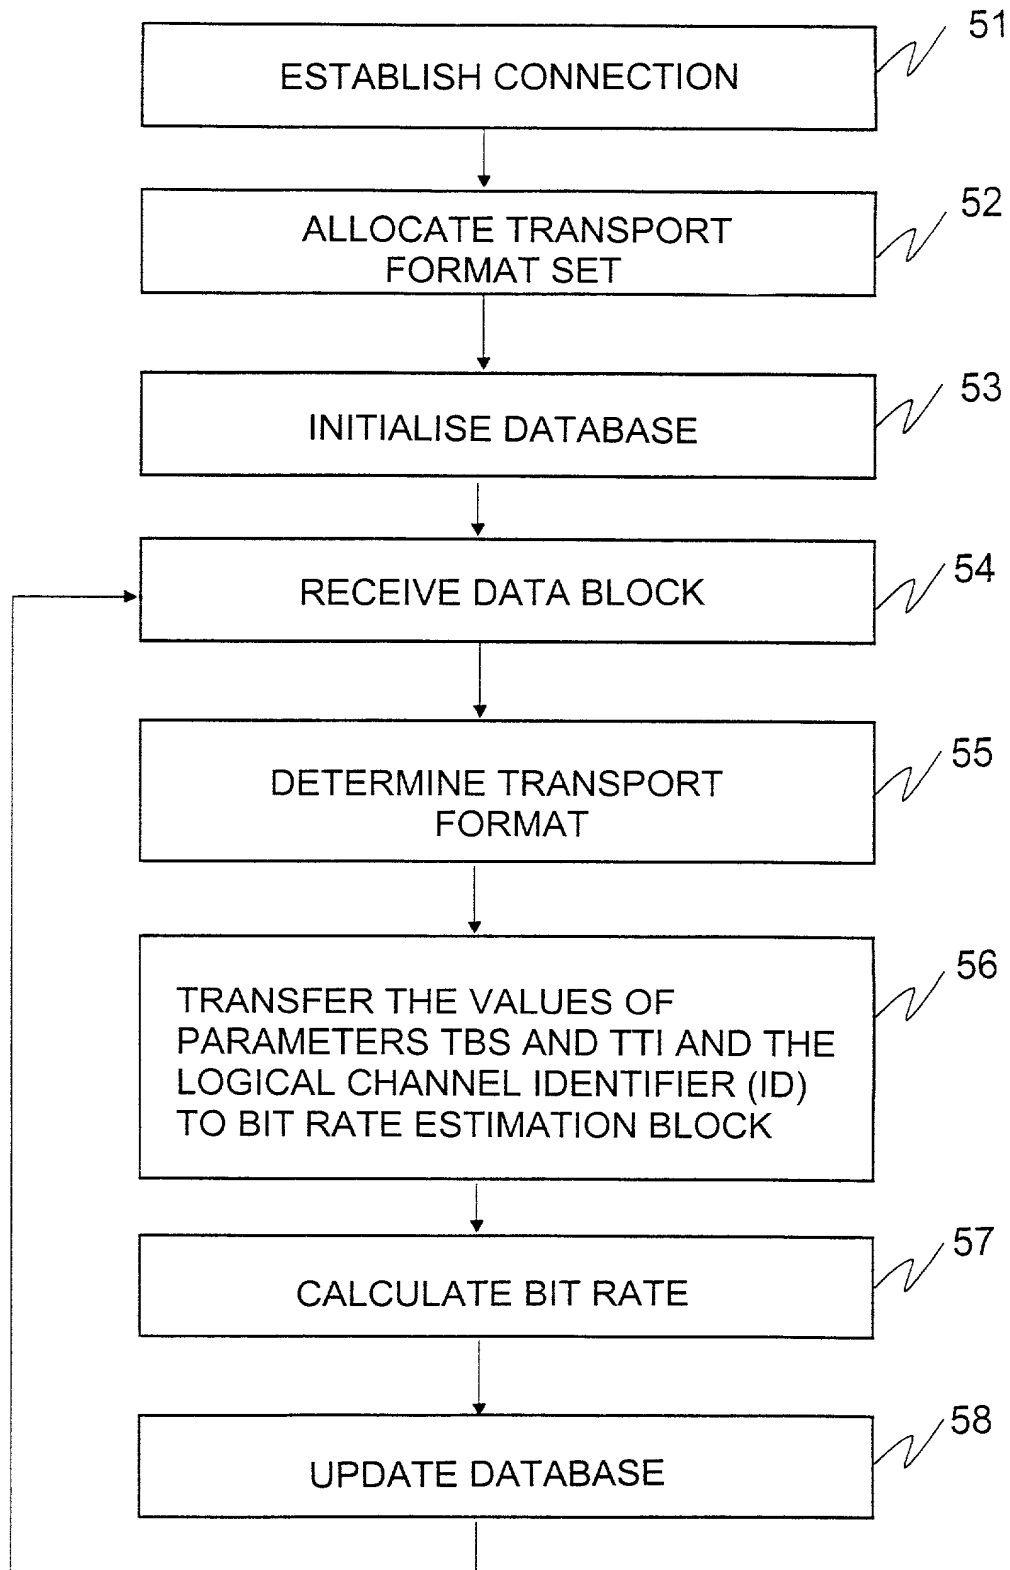 51
ESTABLISH CONNECTION
52
ALLOCATE TRANSPORT
FORMAT SET
53
INITIALISE DATABASE
54
RECEIVE DATA BLOCK
55
DETERMINE TRANSPORT
FORMAT
56
TRANSFER THE VALUES OF
PARAMETERS TBS AND TTI AND THE
LOGICAL CHANNEL IDENTIFIER (ID)
TO BIT RATE ESTIMATION BLOCK
57
CALCULATE BIT RATE
58
UPDATE DATABASE